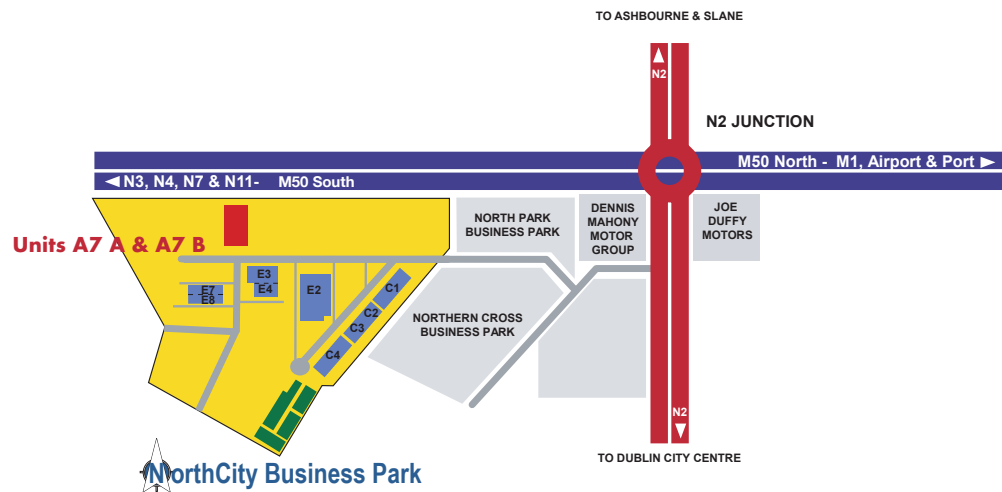 TO ASHBOURNE & SLANE
N2
N2 JUNCTION
M50 North - M1, Airport & Port
N3, N4, N7 & N11- M50 South
NORTH PARK
BUSINESS PARK
DENNIS
MAHONY
MOTOR
GROUP
JOE
DUFFY
MOTORS
Units A7 A & A7 B
E3
E4
E7
E8
E2
C1
C2
C3
C4
NORTHERN CROSS
BUSINESS PARK
N2
TO DUBLIN CITY CENTRE
NorthCity Business Park